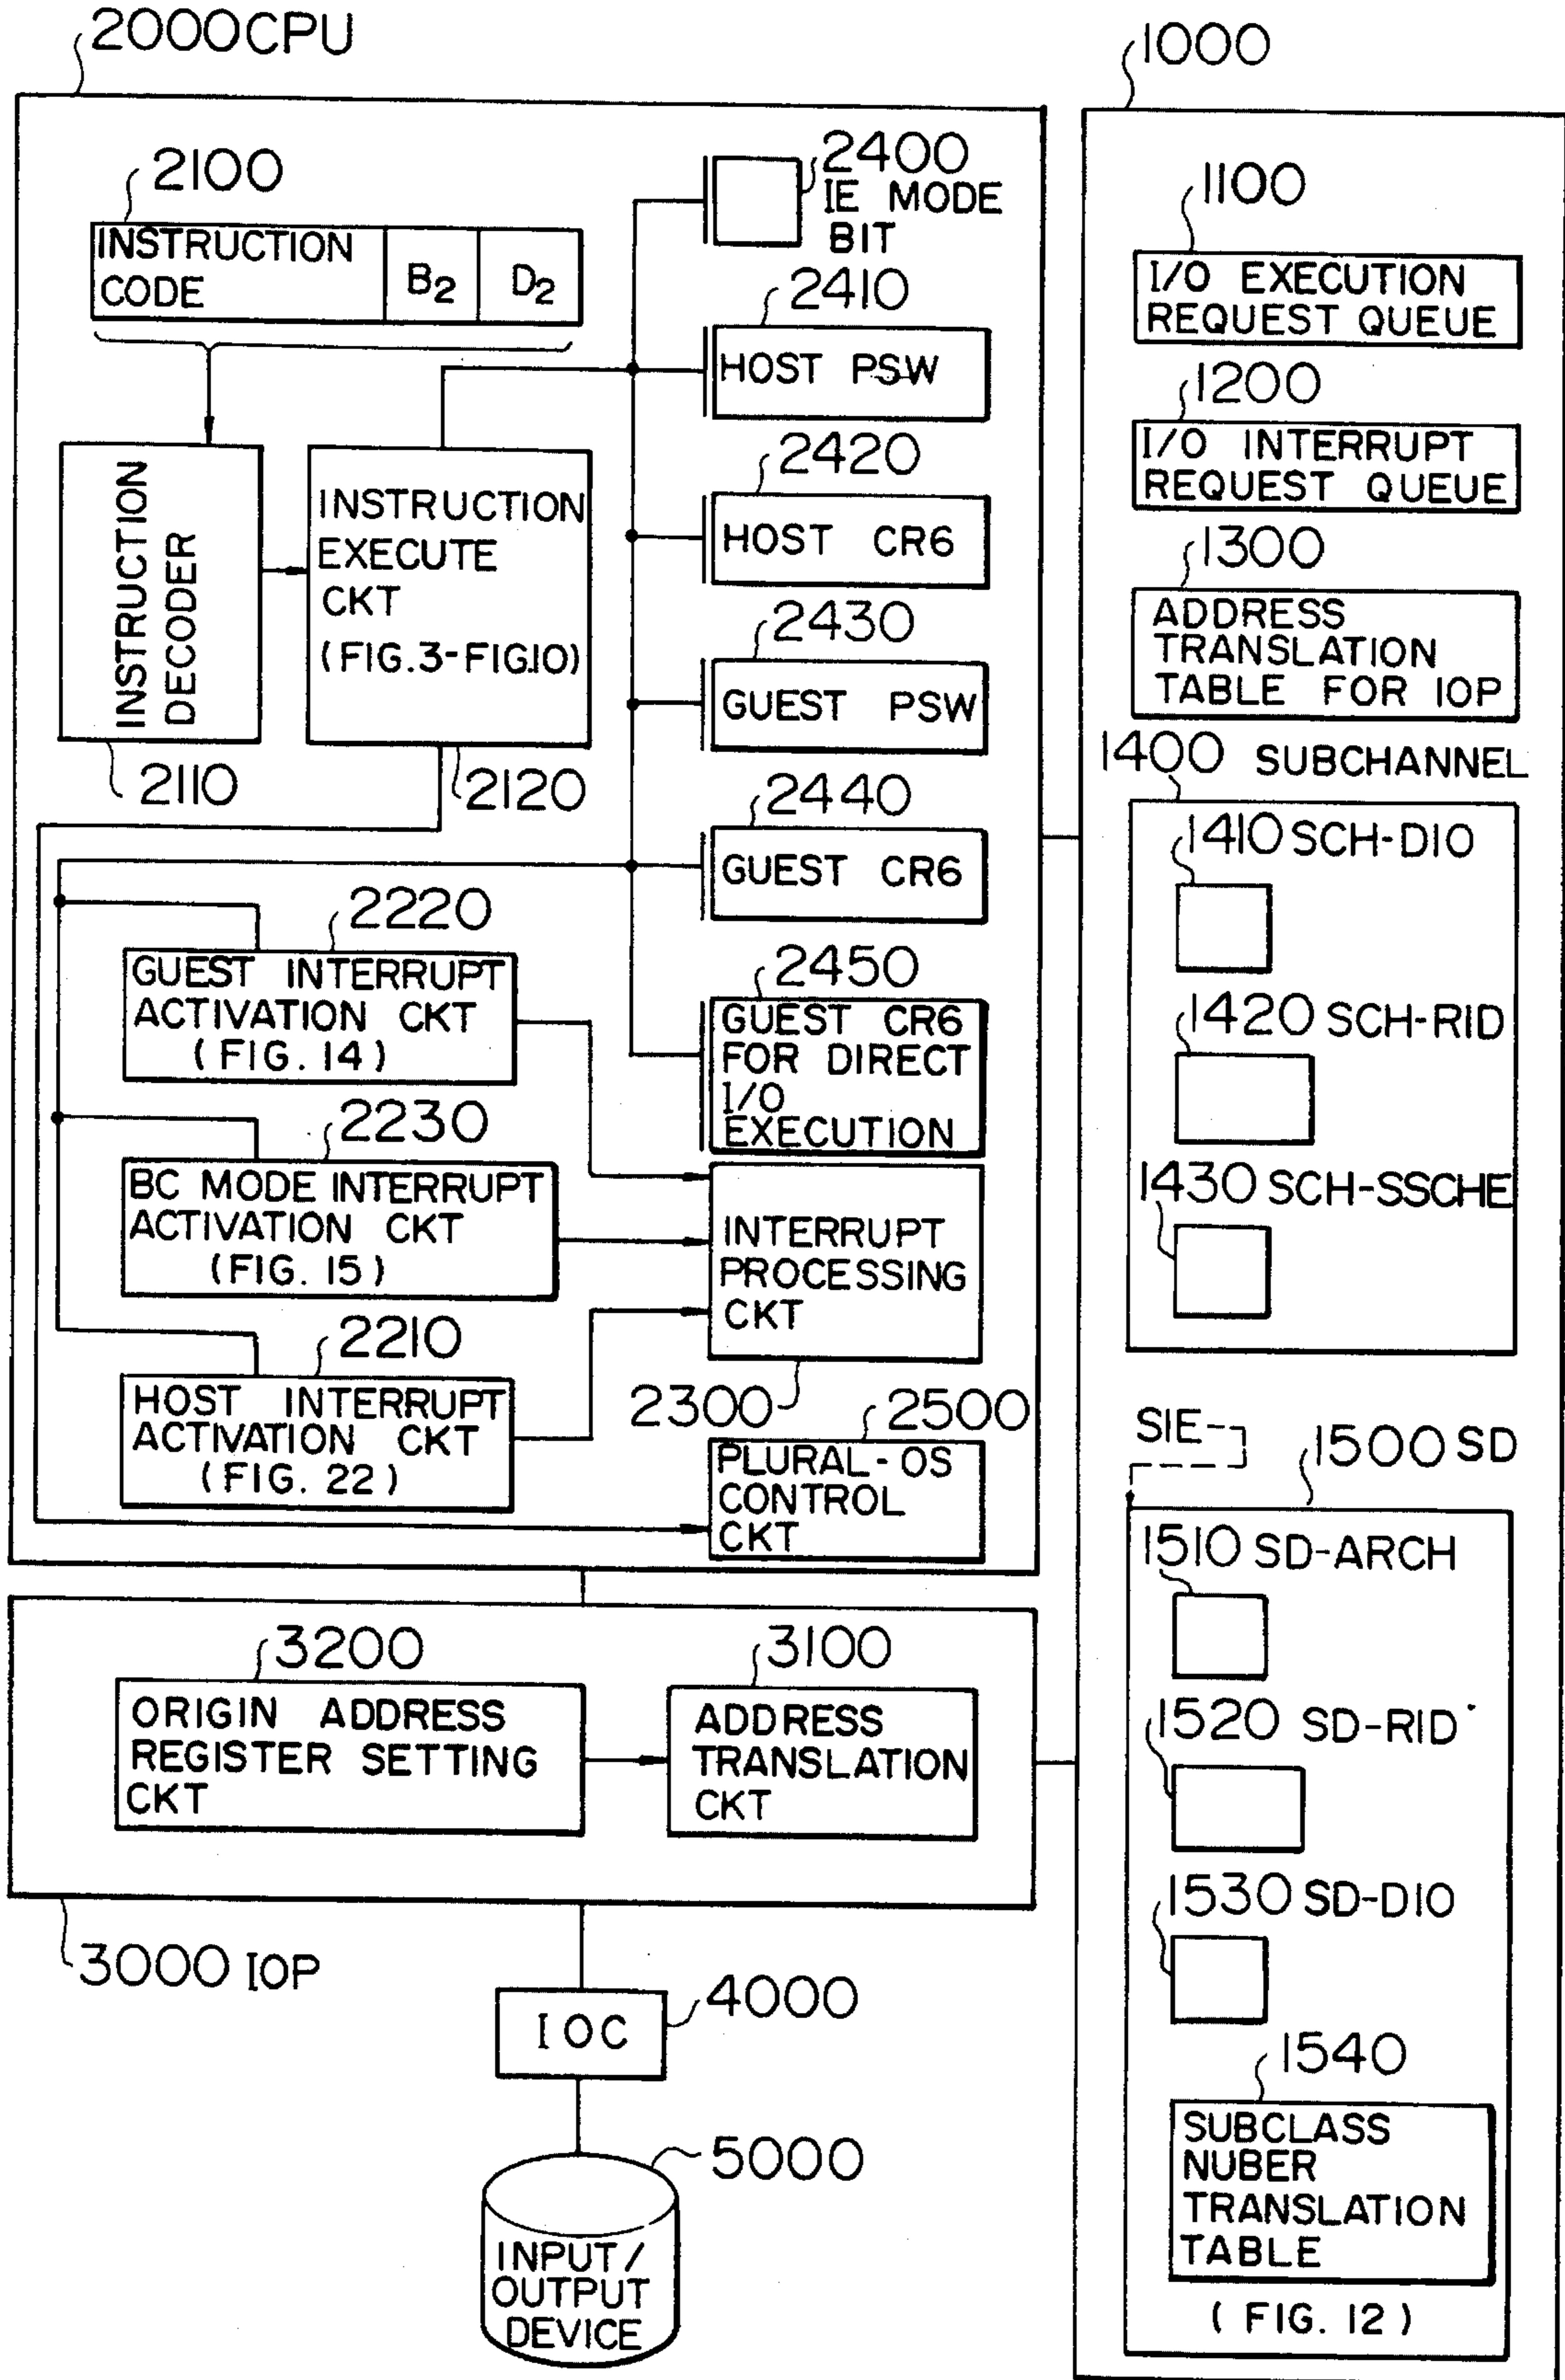 2000 CPU
2100
INSTRUCTION
CODE
B2
D2
2400
IE MODE
BIT
2410
HOST PSW
2420
HOST CR6
2430
GUEST PSW
2440
GUEST CR6
2450
GUEST CR6
FOR DIRECT
I/O
EXECUTION
INSTRUCTION
DECODER
2110
INSTRUCTION
EXECUTE
CKT
(FIG.3-FIG.10)
2120
2220
GUEST INTERRUPT
ACTIVATION CKT
(FIG. 14)
2230
BC MODE INTERRUPT
ACTIVATION CKT
(FIG. 15)
2210
HOST INTERRUPT
ACTIVATION CKT
(FIG. 22)
INTERRUPT
PROCESSING
CKT
2300
2500
PLURAL-OS
CONTROL
CKT
3200
ORIGIN ADDRESS
REGISTER SETTING
CKT
3100
ADDRESS
TRANSLATION
CKT
3000 IOP
4000
IOC
5000
INPUT/
OUTPUT
DEVICE
1000
1100
I/O EXECUTION
REQUEST QUEUE
1200
I/O INTERRUPT
REQUEST QUEUE
1300
ADDRESS
TRANSLATION
TABLE FOR IOP
1400 SUBCHANNEL
1410 SCH-DIO
1420 SCH-RID
1430 SCH-SSCHE
SIE
1500 SD
1510 SD-ARCH
1520 SD-RID
1530 SD-DIO
1540
SUBCLASS
NUBER
TRANSLATION
TABLE
(FIG. 12)